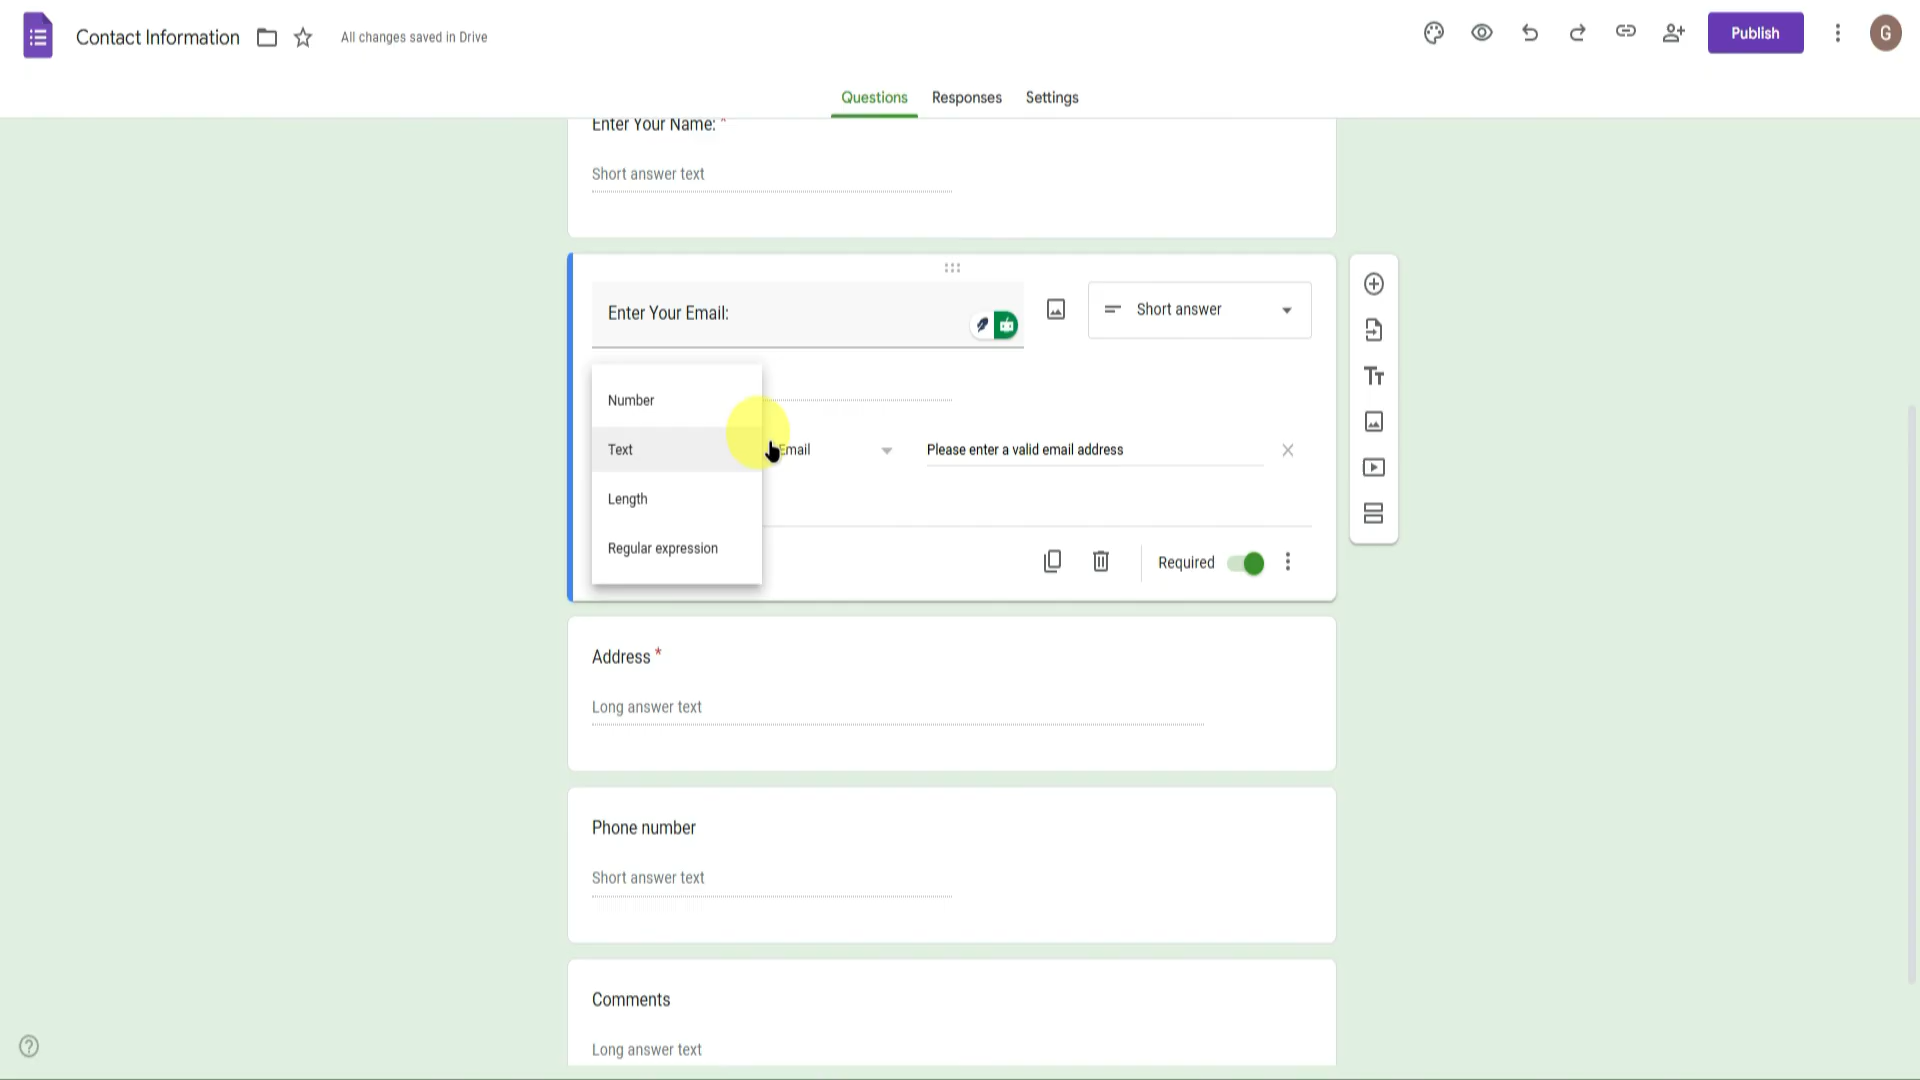 Contact Information
All changes saved in Drive
Publish
G
Questions
Responses
Settings
Enter Your Name: *
Short answer text
Enter Your Email:
Short answer
Number
Text
Email
Please enter a valid email address
Length
Regular expression
Required
Address *
Long answer text
Phone number
Short answer text
Comments
Long answer text